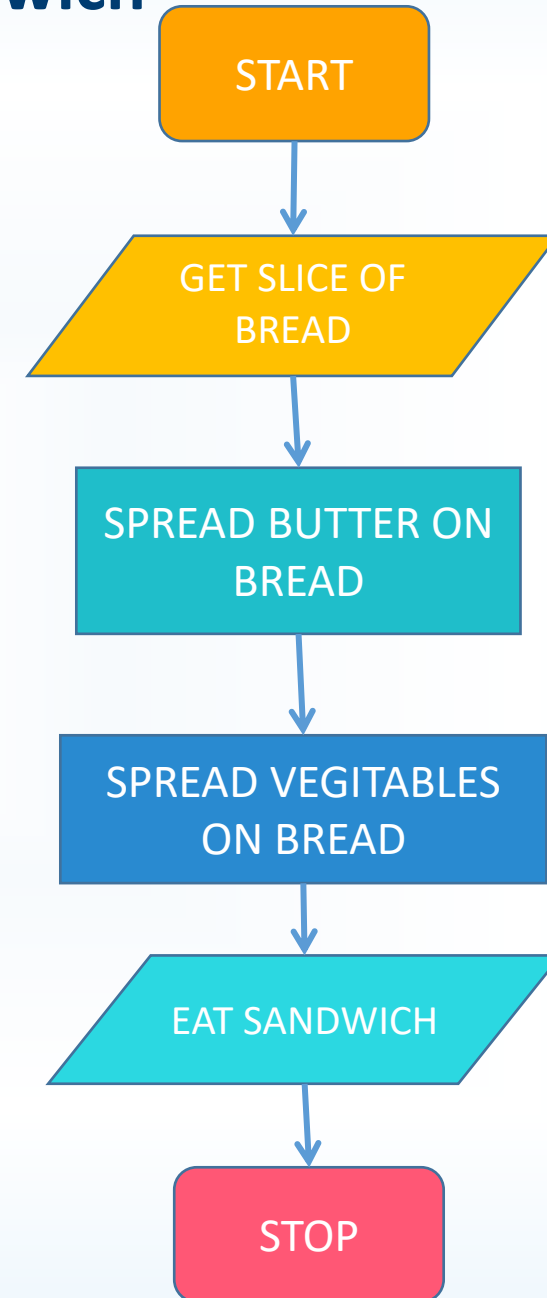 START
GET SLICE OF
BREAD
SPREAD BUTTER ON
BREAD
SPREAD VEGITABLES
ON BREAD
EAT SANDWICH
STOP